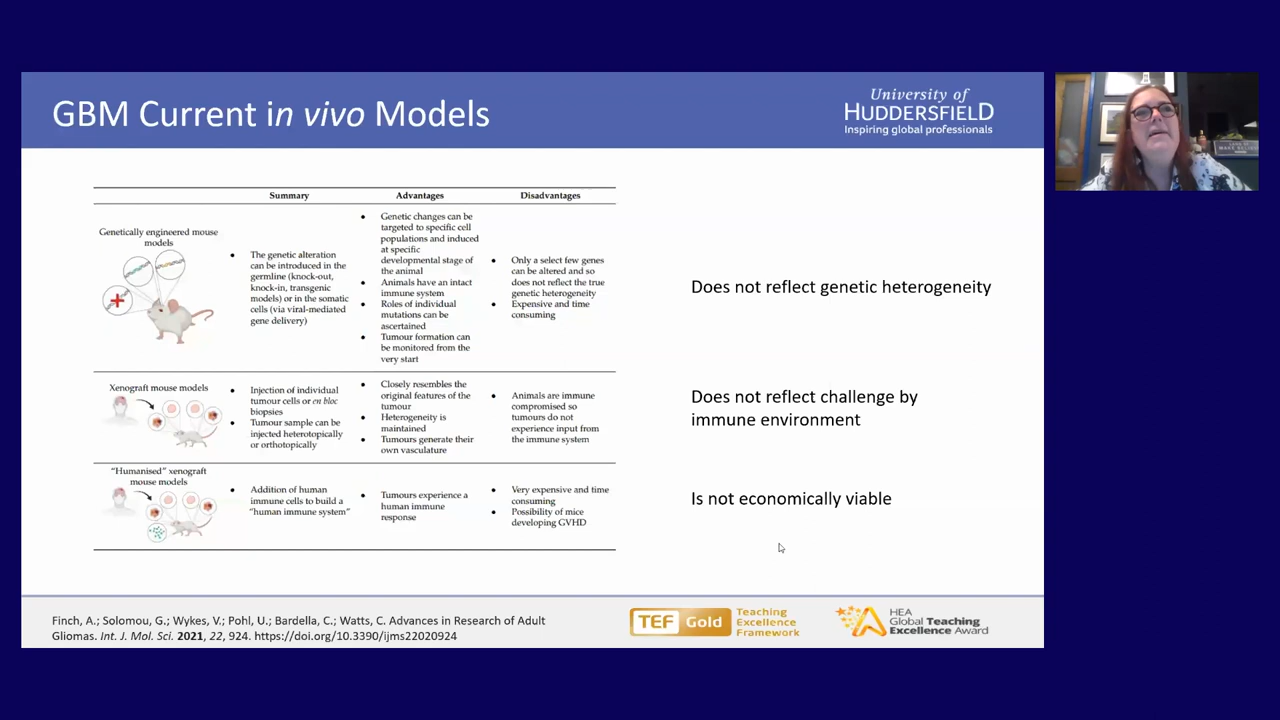 GBM Current in vivo Models
University of
HUDDERSFIELD
Inspiring global professionals
Summary
Advantages
Disadvantages
Genetically engineered mouse
models
• The genetic alteration
can be introduced in the
germline (knock-out,
knock-in, transgenic
models) or in the somatic
cells (via viral-mediated
gene delivery)
• Genetic changes can be
targeted to specific cell
populations and induced
at specific
developmental stage of
the animal
• Animals have an intact
immune system
• Roles of individual
mutations can be
ascertained
• Tumour formation can
be monitored from the
very start
• Only a select few genes
can be altered and so
does not reflect the true
genetic heterogeneity
• Expensive and time
consuming
Does not reflect genetic heterogeneity
Xenograft mouse models
• Injection of individual
tumour cells or en bloc
biopsies
• Tumour sample can be
injected heterotopically
or orthotopically
• Closely resembles the
original features of the
tumour
• Heterogeneity is
maintained
• Tumours generate their
own vasculature
• Animals are immune
compromised so
tumours do not
experience input from
the immune system
Does not reflect challenge by
immune environment
"Humanised" xenograft
mouse models
• Addition of human
immune cells to build a
"human immune system"
• Tumours experience a
human immune
response
• Very expensive and time
consuming
• Possibility of mice
developing GVHD
Is not economically viable
Finch, A.; Solomou, G.; Wykes, V.; Pohl, U.; Bardella, C.; Watts, C. Advances in Research of Adult
Gliomas. Int. J. Mol. Sci. 2021, 22, 924. https://doi.org/10.3390/ijms22020924
TEF Gold
Teaching
Excellence
Framework
HEA
Global Teaching
Excellence Award